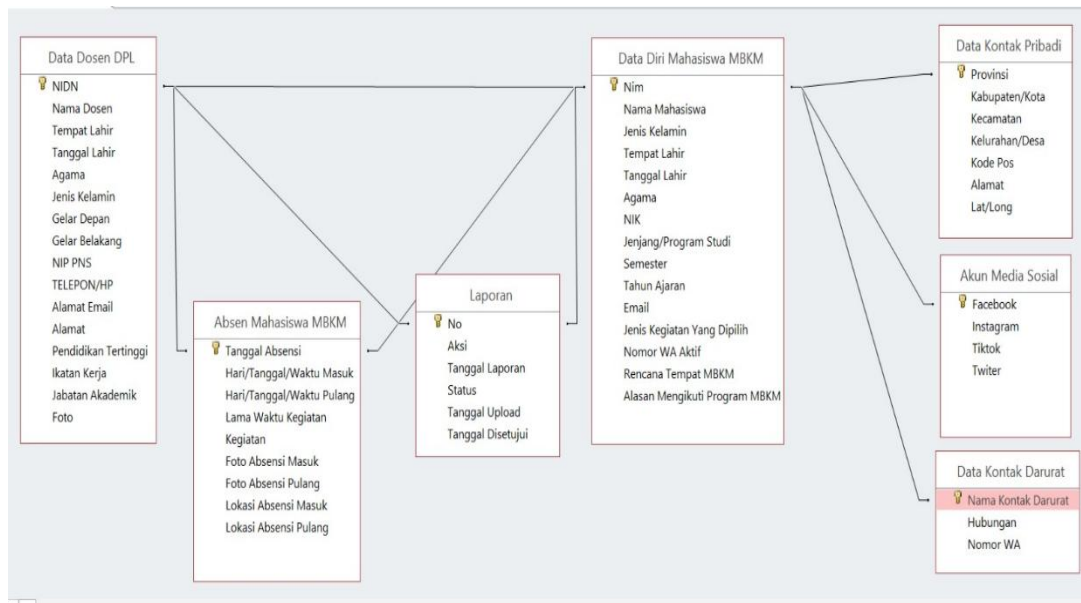 Data Dosen DPL
NIDN
Nama Dosen
Tempat Lahir
Tanggal Lahir
Agama
Jenis Kelamin
Gelar Depan
Gelar Belakang
NIP PNS
TELEPON/HP
Alamat Email
Alamat
Pendidikan Tertinggi
Ikatan Kerja
Jabatan Akademik
Foto
Absen Mahasiswa MBKM
Tanggal Absensi
Hari/Tanggal/Waktu Masuk
Hari/Tanggal/Waktu Pulang
Lama Waktu Kegiatan
Kegiatan
Foto Absensi Masuk
Foto Absensi Pulang
Lokasi Absensi Masuk
Lokasi Absensi Pulang
Laporan
No
Aksi
Tanggal Laporan
Status
Tanggal Upload
Tanggal Disetujui
Data Diri Mahasiswa MBKM
Nim
Nama Mahasiswa
Jenis Kelamin
Tempat Lahir
Tanggal Lahir
Agama
NIK
Jenjang/Program Studi
Semester
Tahun Ajaran
Email
Jenis Kegiatan Yang Dipilih
Nomor WA Aktif
Rencana Tempat MBKM
Alasan Mengikuti Program MBKM
Data Kontak Pribadi
Provinsi
Kabupaten/Kota
Kecamatan
Kelurahan/Desa
Kode Pos
Alamat
Lat/Long
Akun Media Sosial
Facebook
Instagram
Tiktok
Twiter
Data Kontak Darurat
Nama Kontak Darurat
Hubungan
Nomor WA